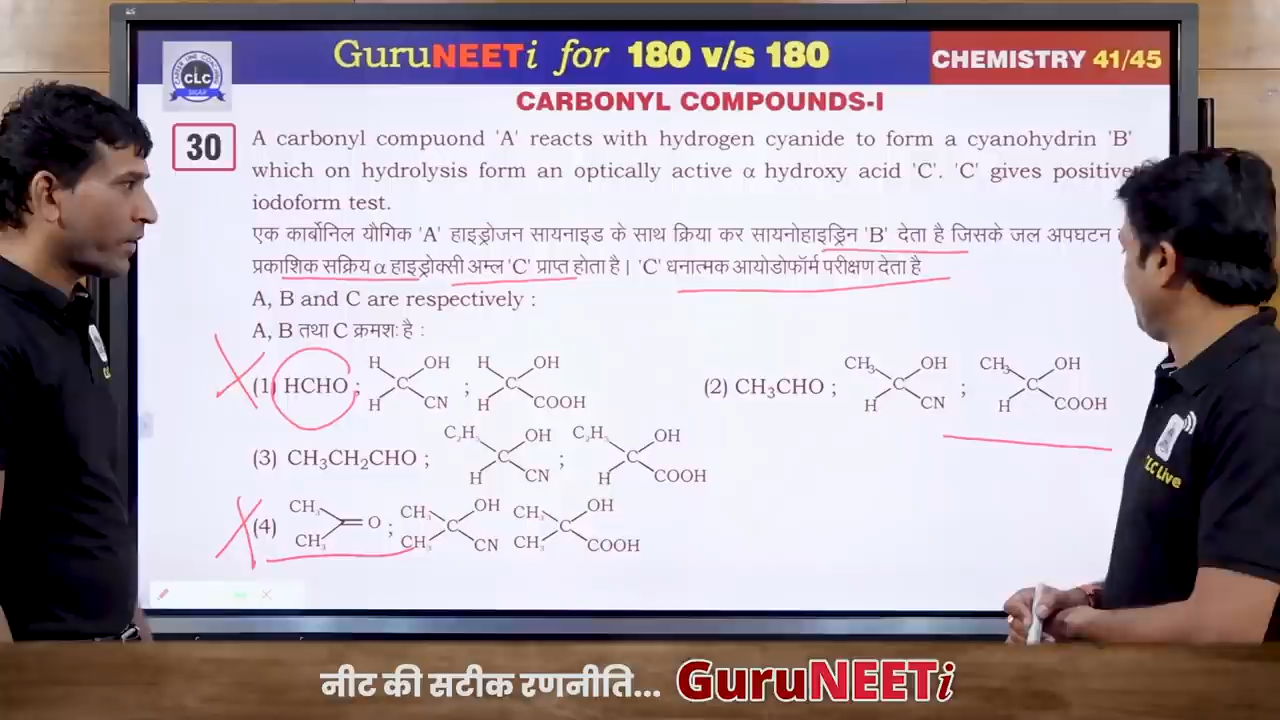 GuruNEETi for 180 v/s 180
CHEMISTRY 41/45
CLC
SIKAR
CARBONYL COMPOUNDS-I
30
A carbonyl compuond 'A' reacts with hydrogen cyanide to form a cyanohydrin 'B'
which on hydrolysis form an optically active α hydroxy acid 'C'. 'C' gives positive
iodoform test.
एक कार्बोनिल यौगिक 'A' हाइड्रोजन सायनाइड के साथ क्रिया कर सायनोहाइड्रिन 'B' देता है जिसके जल अपघटन
प्रकाशिक सक्रिय α हाइड्रोक्सी अम्ल 'C' प्राप्त होता है। 'C' धनात्मक आयोडोफॉर्म परीक्षण देता है
A, B and C are respectively :
A, B तथा C क्रमशः है :
(1) HCHO ; H OH C H CN ; H OH C H COOH
(2) CH₃CHO ; CH₃ OH C H CN ; CH₃ OH C H COOH
(3) CH₃CH₂CHO ; C₂H₅ OH C H CN ; C₂H₅ OH C H COOH
(4) CH₃ CH₃ O ; CH₃ OH C CH₃ CN CH₃ OH C CH₃ COOH
CLC Live
नीट की सटीक रणनीति... GuruNEETi